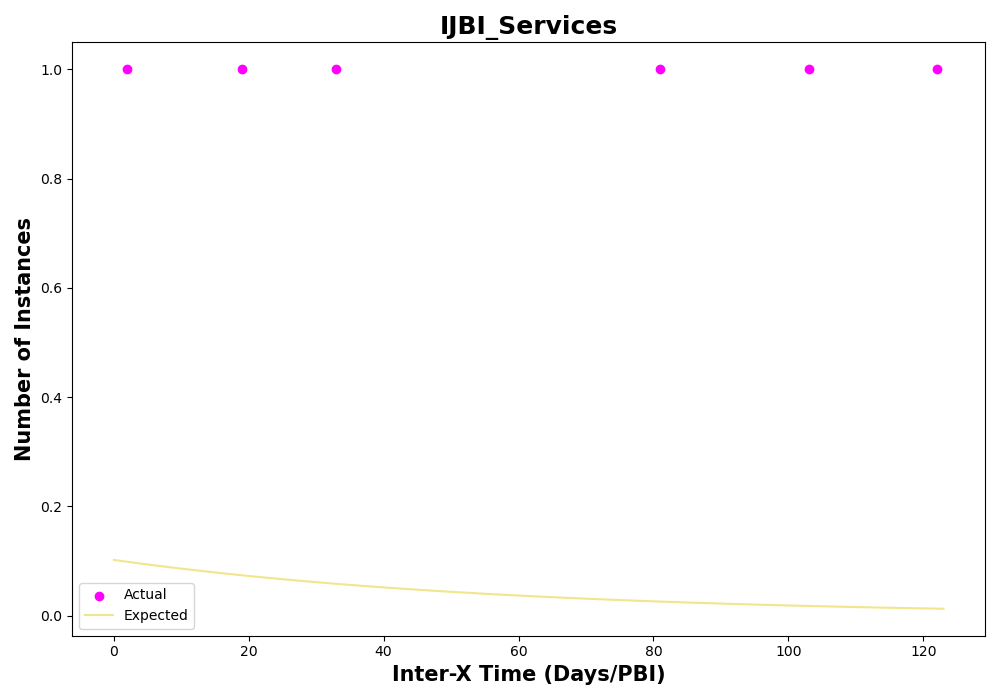 IJBI_Services
Number of Instances
1.0
0.8
0.6
0.4
0.2
0.0
Actual
Expected
0 20 40 60 80 100 120
Inter-X Time (Days/PBI)